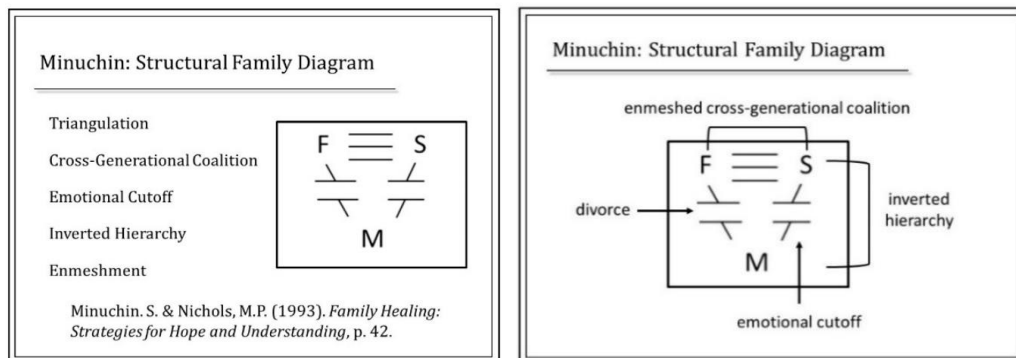 Minuchin: Structural Family Diagram
Triangulation
Cross-Generational Coalition
Emotional Cutoff
Inverted Hierarchy
Enmeshment
F S
M
Minuchin. S. & Nichols, M.P. (1993). Family Healing:
Strategies for Hope and Understanding, p. 42.
Minuchin: Structural Family Diagram
enmeshed cross-generational coalition
F S
divorce
inverted
hierarchy
M
emotional cutoff